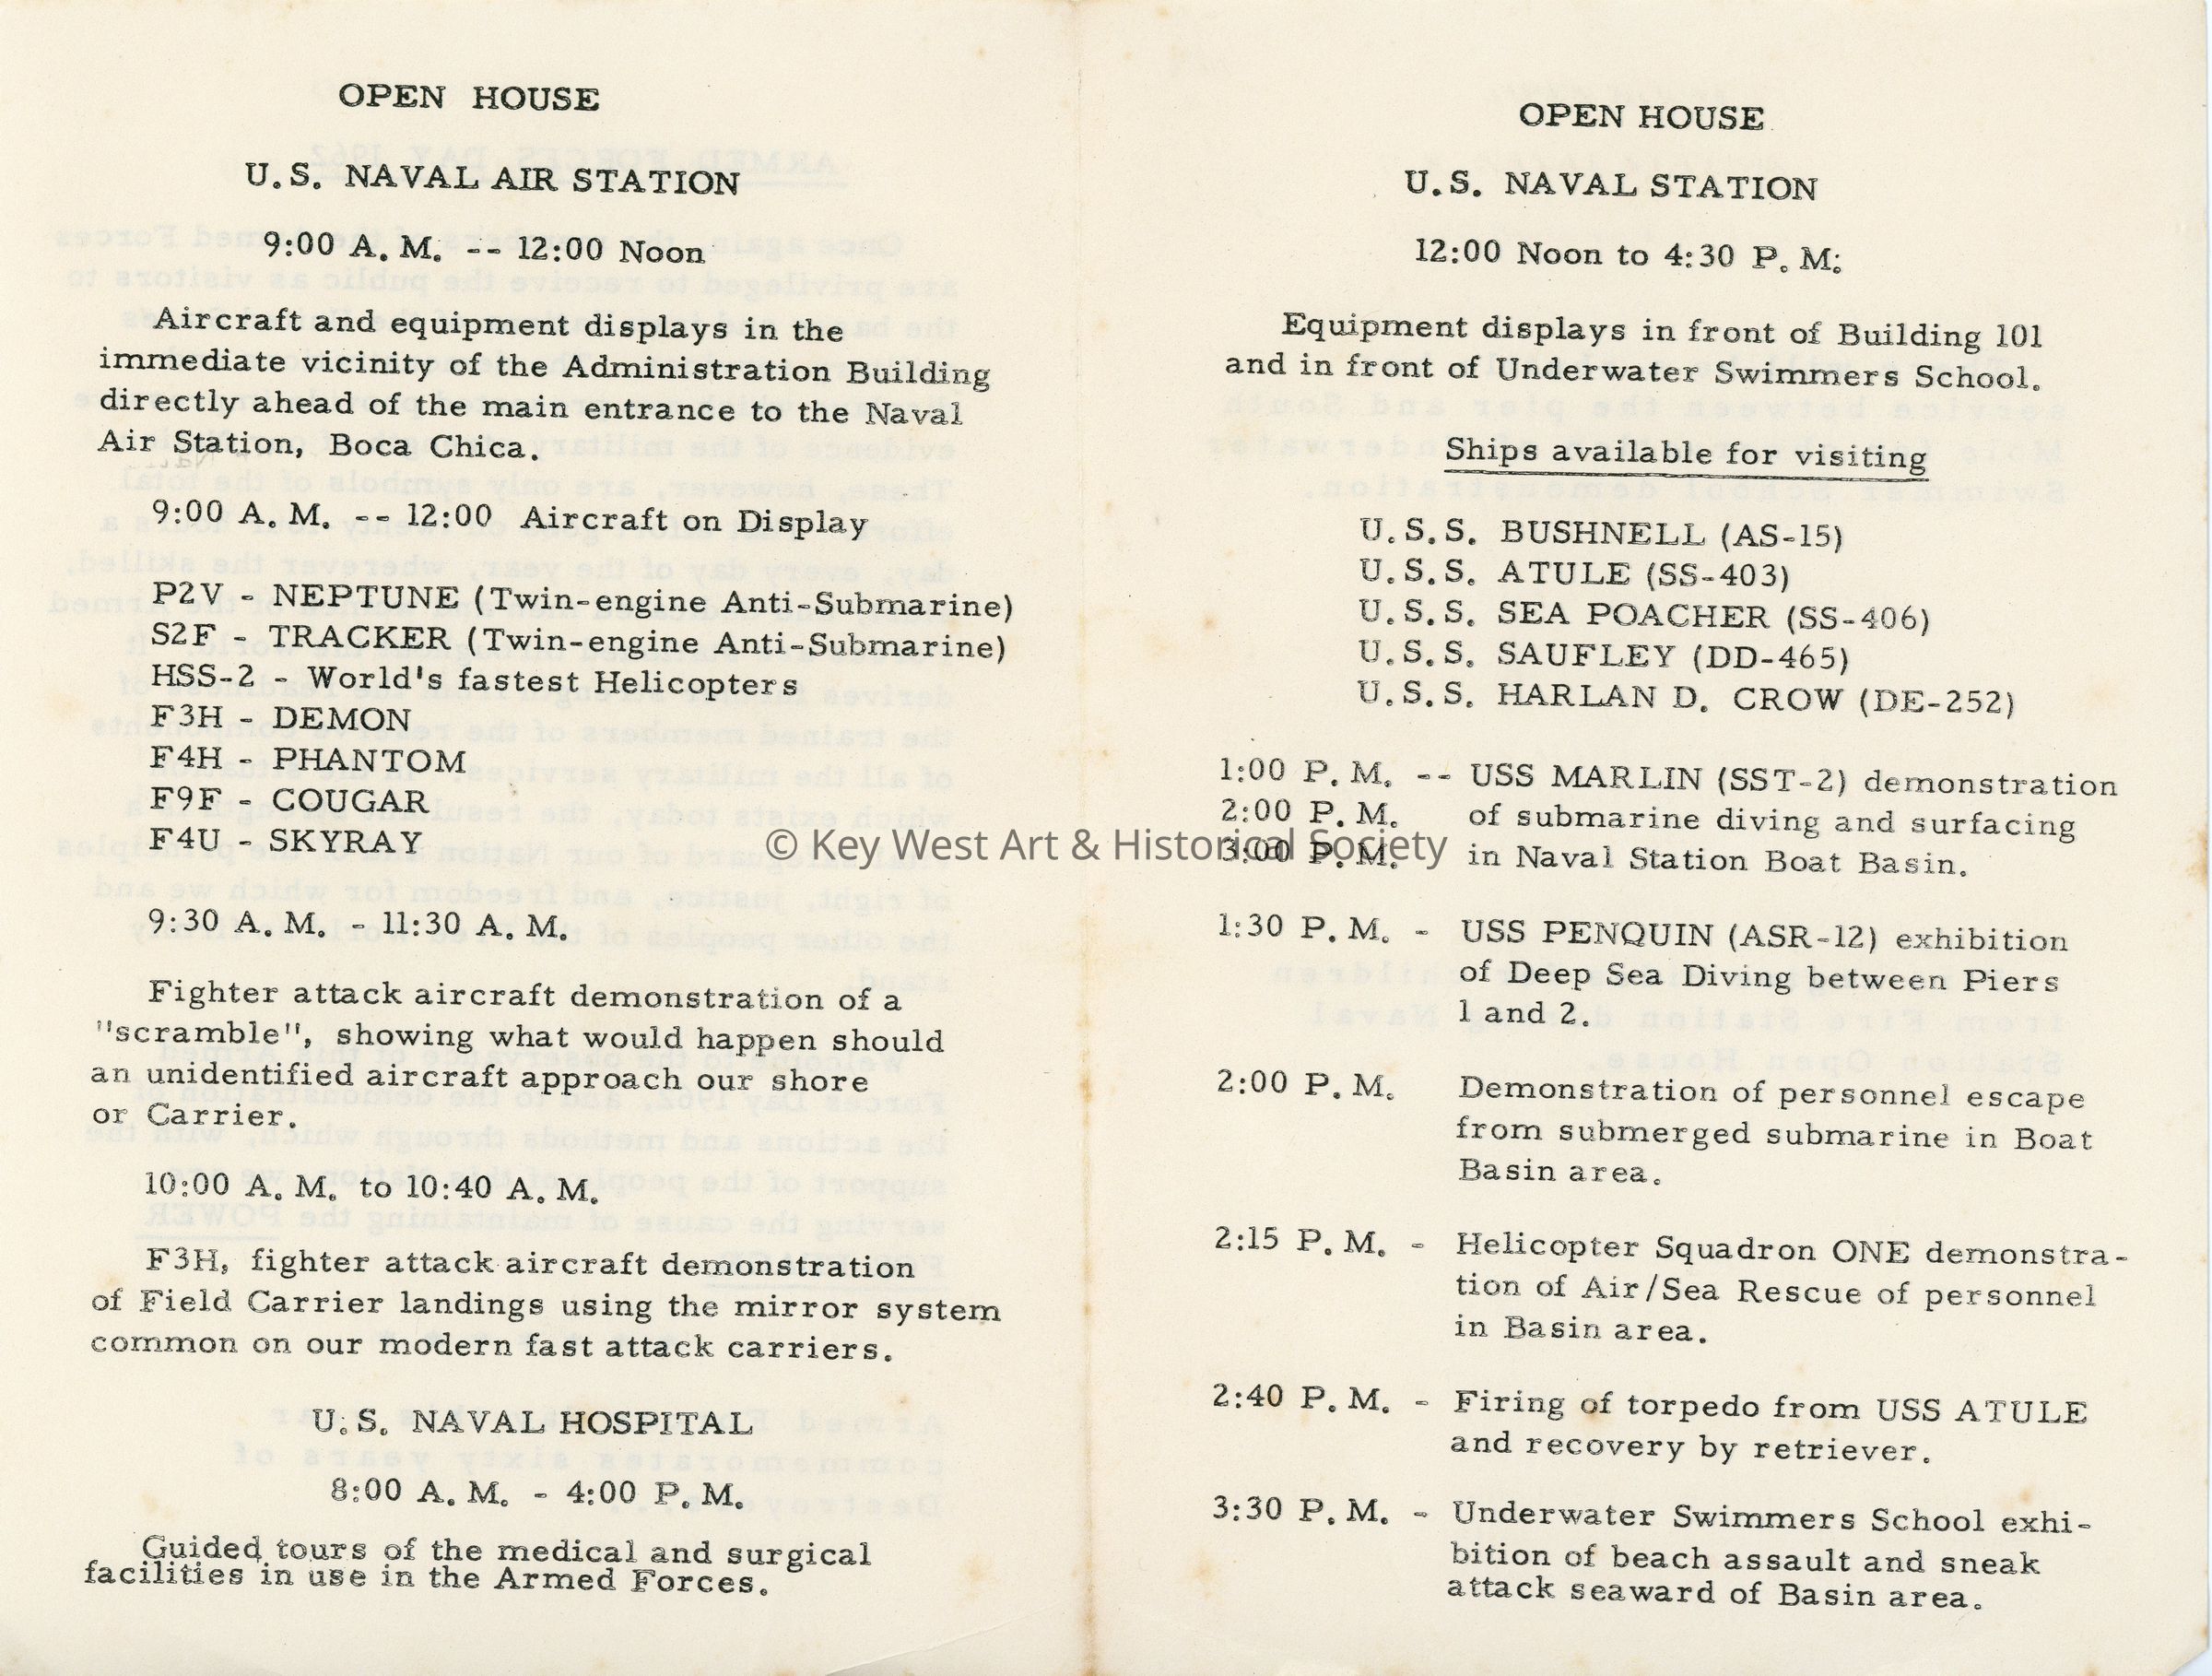 OPEN HOUSE
U.S. NAVAL AIR STATION
9:00 A.M. -- 12:00 Noon
Aircraft and equipment displays in the
immediate vicinity of the Administration Building
directly ahead of the main entrance to the Naval
Air Station, Boca Chica.
9:00 A.M. -- 12:00 Aircraft on Display
P2V - NEPTUNE (Twin-engine Anti-Submarine)
S2F - TRACKER (Twin-engine Anti-Submarine)
HSS-2 - World's fastest Helicopters
F3H - DEMON
F4H - PHANTOM
F9F - COUGAR
F4U - SKYRAY
9:30 A.M. - 11:30 A.M.
Fighter attack aircraft demonstration of a
"scramble", showing what would happen should
an unidentified aircraft approach our shore
or Carrier.
10:00 A.M. to 10:40 A.M.
F3H, fighter attack aircraft demonstration
of Field Carrier landings using the mirror system
common on our modern fast attack carriers.
U.S. NAVAL HOSPITAL
8:00 A.M. - 4:00 P.M.
Guided tours of the medical and surgical
facilities in use in the Armed Forces.
OPEN HOUSE
U.S. NAVAL STATION
12:00 Noon to 4:30 P.M.
Equipment displays in front of Building 101
and in front of Underwater Swimmers School.
Ships available for visiting
U.S.S. BUSHNELL (AS-15)
U.S.S. ATULE (SS-403)
U.S.S. SEA POACHER (SS-406)
U.S.S. SAUFLEY (DD-465)
U.S.S. HARLAN D. CROW (DE-252)
1:00 P.M. -- USS MARLIN (SST-2) demonstration
2:00 P.M. of submarine diving and surfacing
3:00 P.M. in Naval Station Boat Basin.
1:30 P.M. - USS PENQUIN (ASR-12) exhibition
of Deep Sea Diving between Piers
1 and 2.
2:00 P.M. Demonstration of personnel escape
from submerged submarine in Boat
Basin area.
2:15 P.M. - Helicopter Squadron ONE demonstra-
tion of Air/Sea Rescue of personnel
in Basin area.
2:40 P.M. - Firing of torpedo from USS ATULE
and recovery by retriever.
3:30 P.M. - Underwater Swimmers School exhi-
bition of beach assault and sneak
attack seaward of Basin area.
© Key West Art & Historical Society